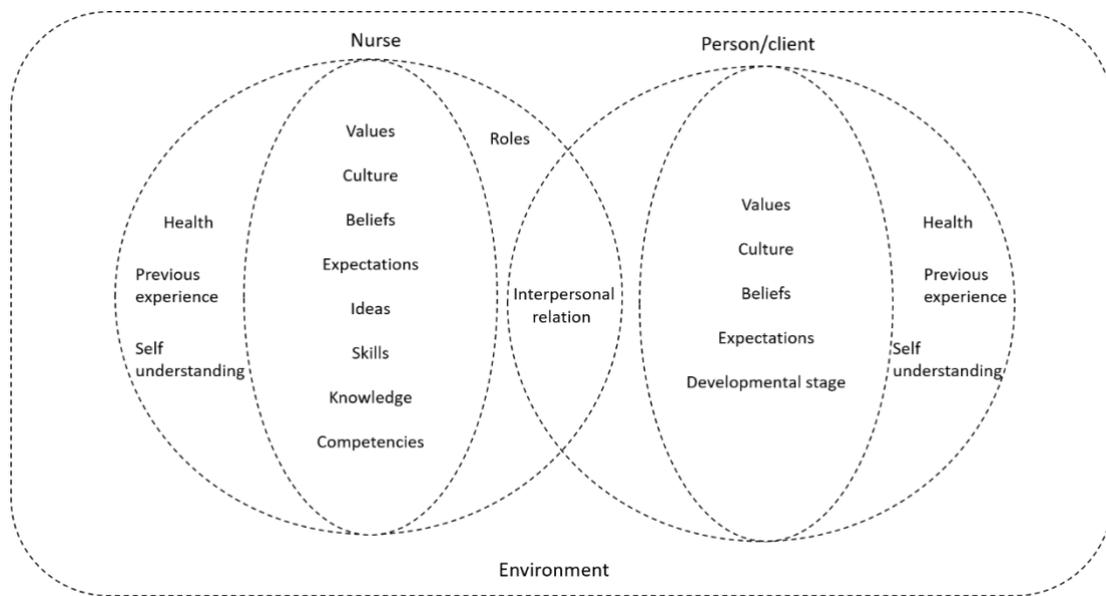 Nurse
Person/client
Values
Culture
Beliefs
Expectations
Ideas
Skills
Knowledge
Competencies
Roles
Health
Previous
experience
Self
understanding
Interpersonal
relation
Values
Culture
Beliefs
Expectations
Developmental stage
Health
Previous
experience
Self
understanding
Environment